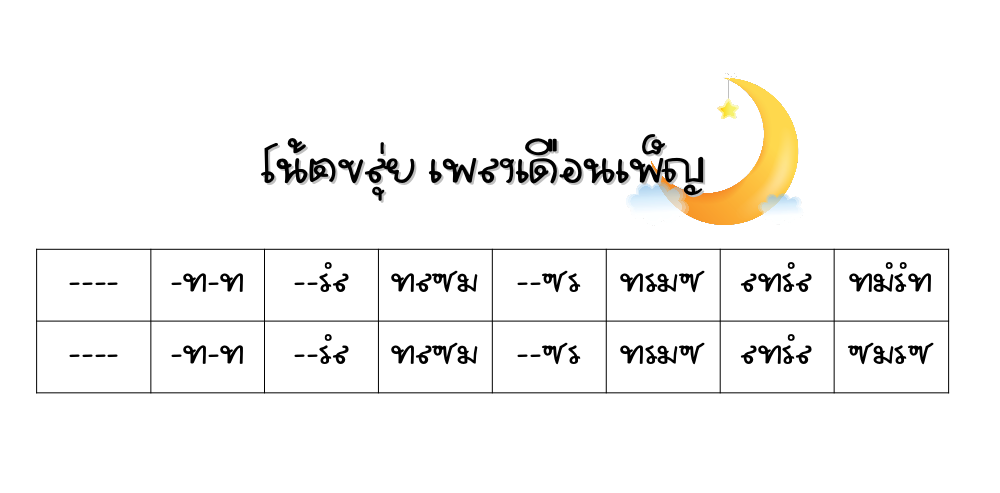 โน้ตขลุ่ย เพลงเดือนเพ็ญ
---- -ท-ท --รํล ทลซม --ซร ทรมซ ลทรํล ทมํรํท
---- -ท-ท --รํล ทลซม --ซร ทรมซ ลทรํล ซมรซ